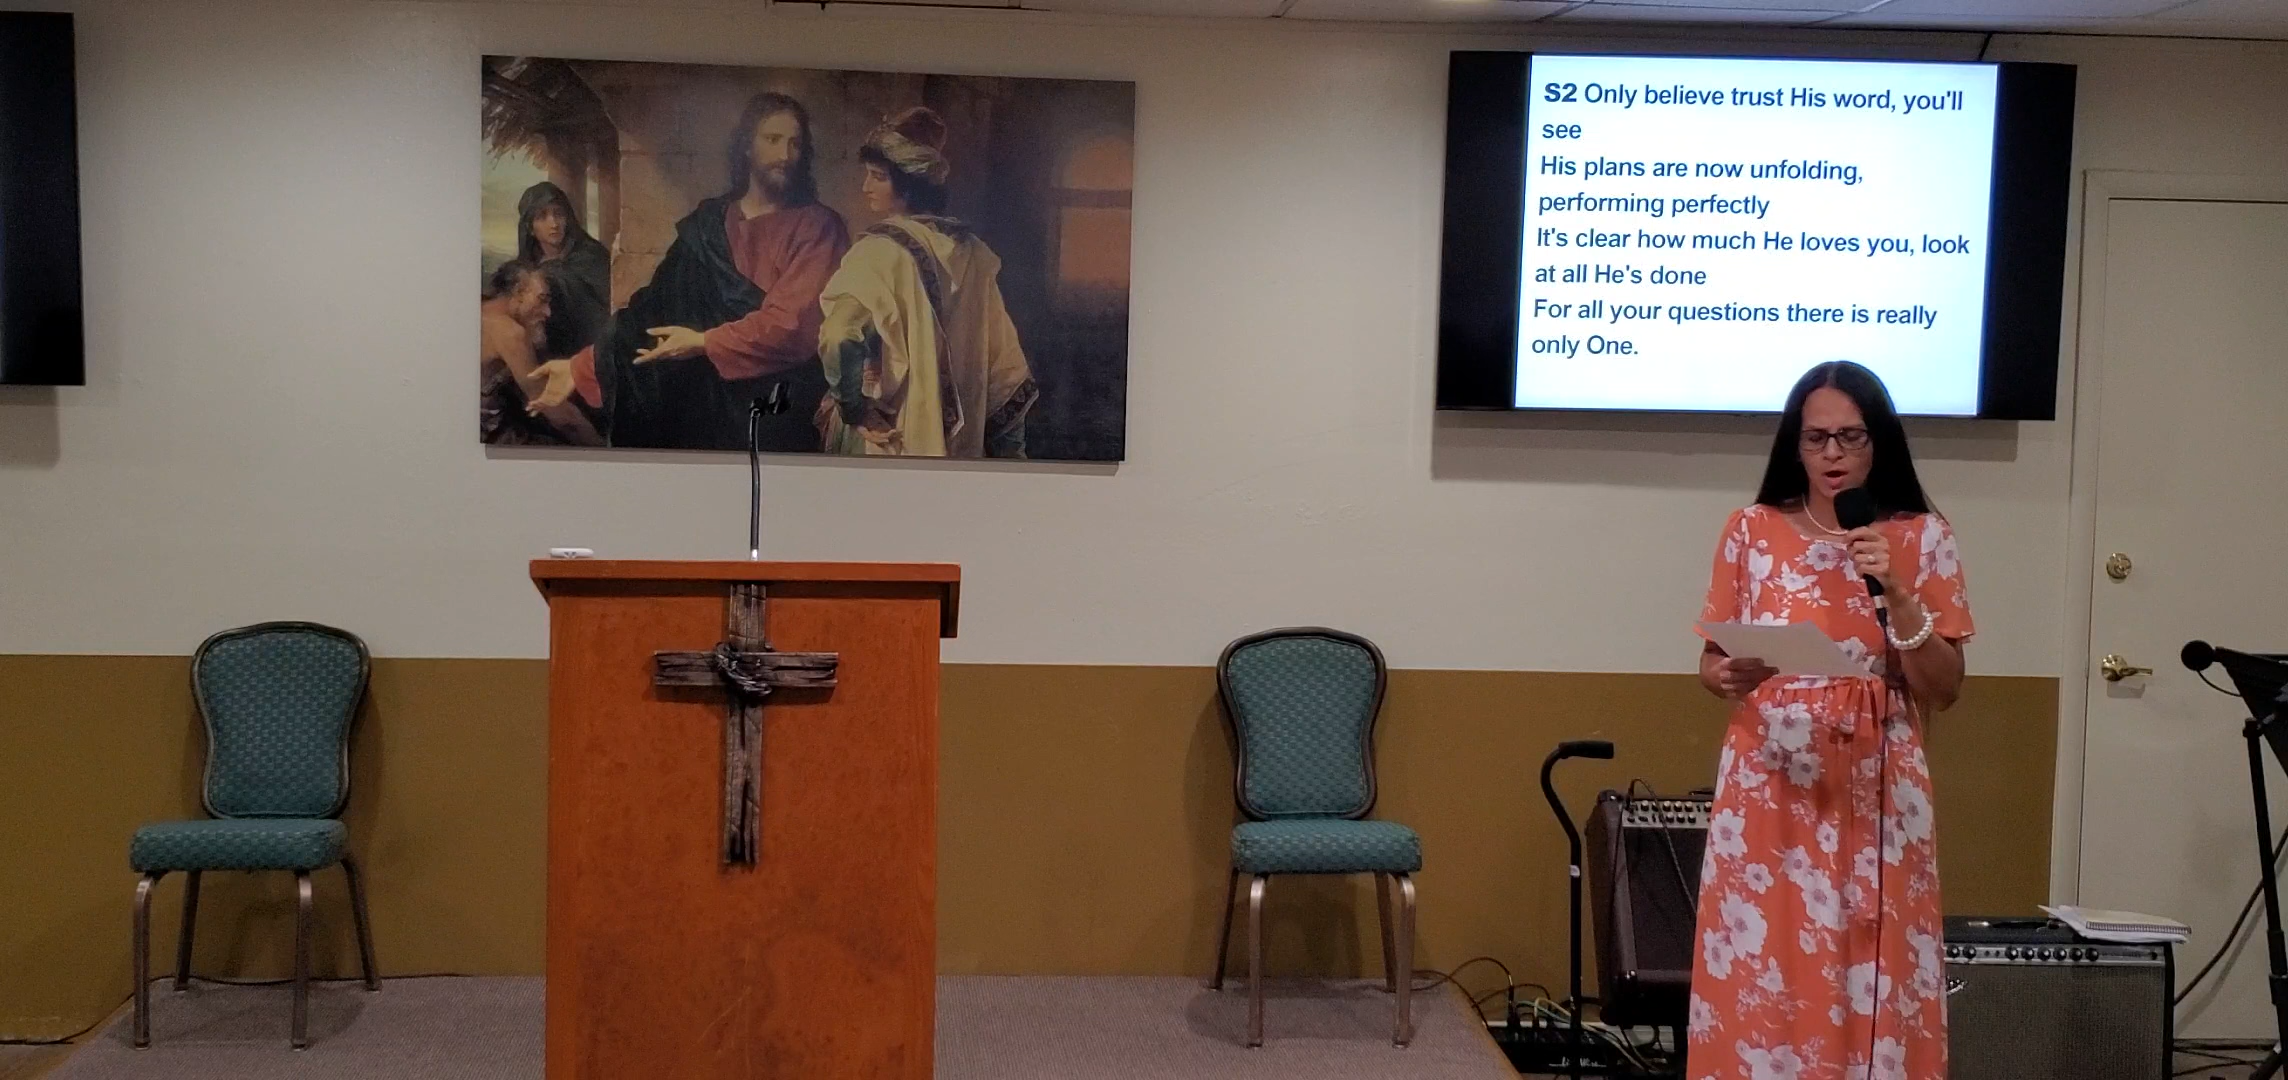 S2 Only believe trust His word, you'll
see
His plans are now unfolding,
performing perfectly
It's clear how much He loves you, look
at all He's done
For all your questions there is really
only One.